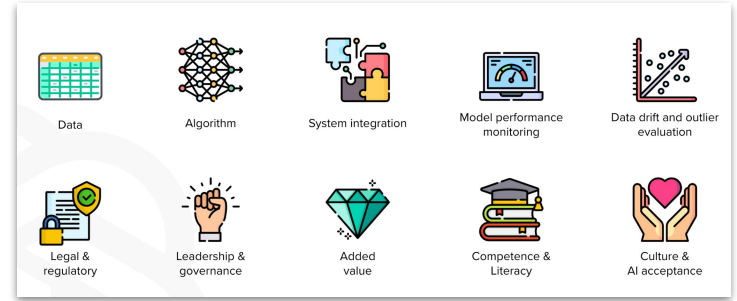 Data
Algorithm
System integration
Model performance
monitoring
Data drift and outlier
evaluation
Legal &
regulatory
Leadership &
governance
Added
value
Competence &
Literacy
Culture &
AI acceptance